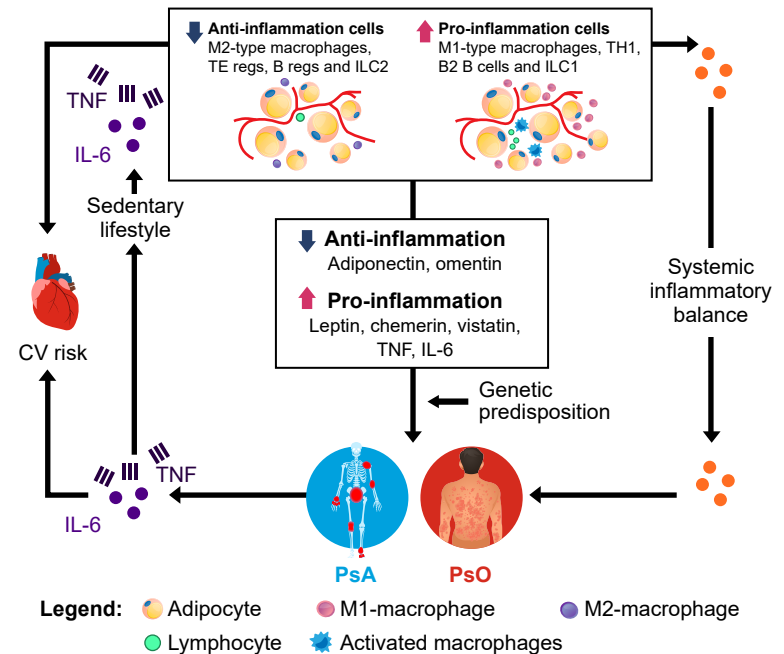 Anti-inflammation cells
M2-type macrophages,
TE regs, B regs and ILC2
Pro-inflammation cells
M1-type macrophages, TH1,
B2 B cells and ILC1
TNF
IL-6
Sedentary
lifestyle
Anti-inflammation
Adiponectin, omentin
Pro-inflammation
Leptin, chemerin, vistatin,
TNF, IL-6
Systemic
inflammatory
balance
CV risk
Genetic
predisposition
TNF
IL-6
PsA
PsO
Legend:
Adipocyte
M1-macrophage
M2-macrophage
Lymphocyte
Activated macrophages